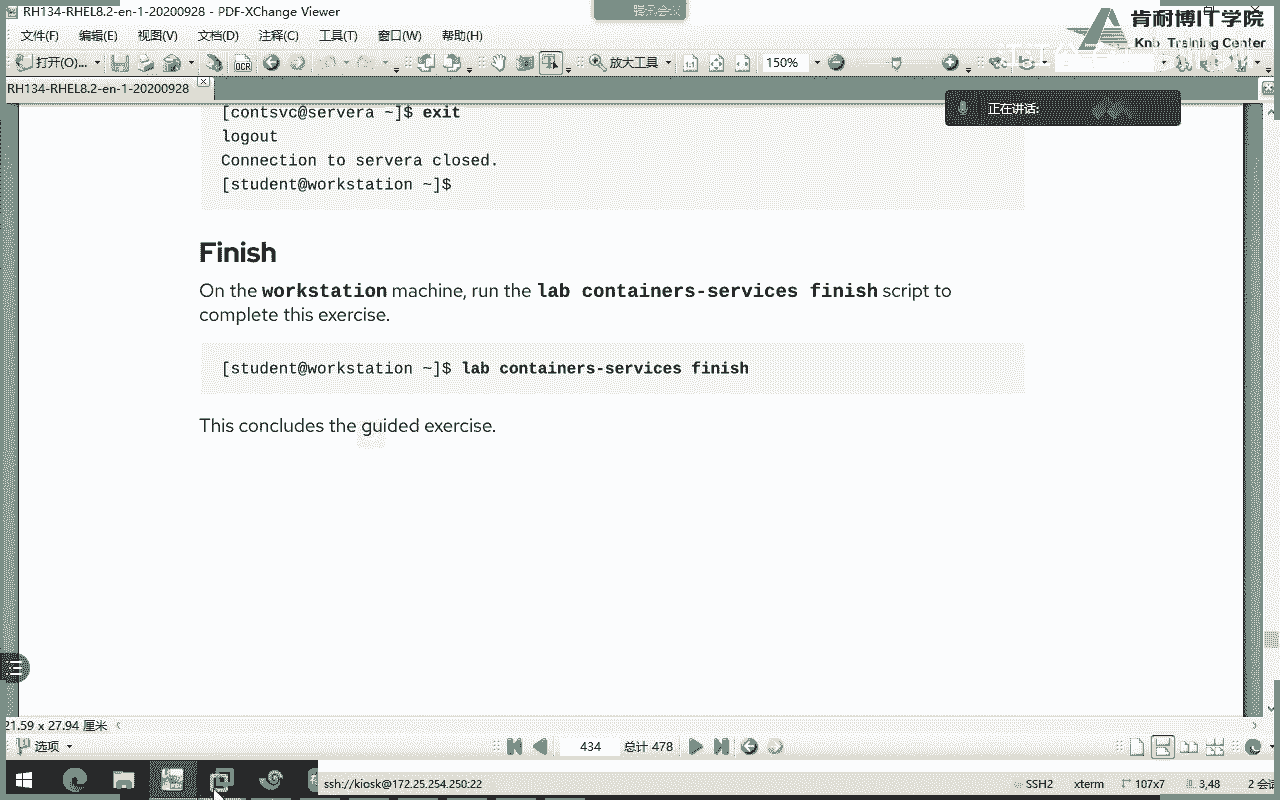 RH134-RHEL8.2-en-1-20200928 - PDF-XChange Viewer
肯耐博IT学院
Knb Training Center
腾讯会议
文件(F) 编辑(E) 视图(V) 文档(D) 注释(C) 工具(T) 窗口(W) 帮助(H)
打开(O)... OCR 放大工具 150%
RH134-RHEL8.2-en-1-20200928
正在讲话:
[contsvc@servera ~]$ exit
logout
Connection to servera closed.
[student@workstation ~]$
Finish
On the workstation machine, run the lab containers-services finish script to
complete this exercise.
[student@workstation ~]$ lab containers-services finish
This concludes the guided exercise.
21.59 x 27.94 厘米
选项 434 总计 478
ssh://kiosk@172.25.254.250:22 SSH2 xterm 107x7 3,48 2 会话